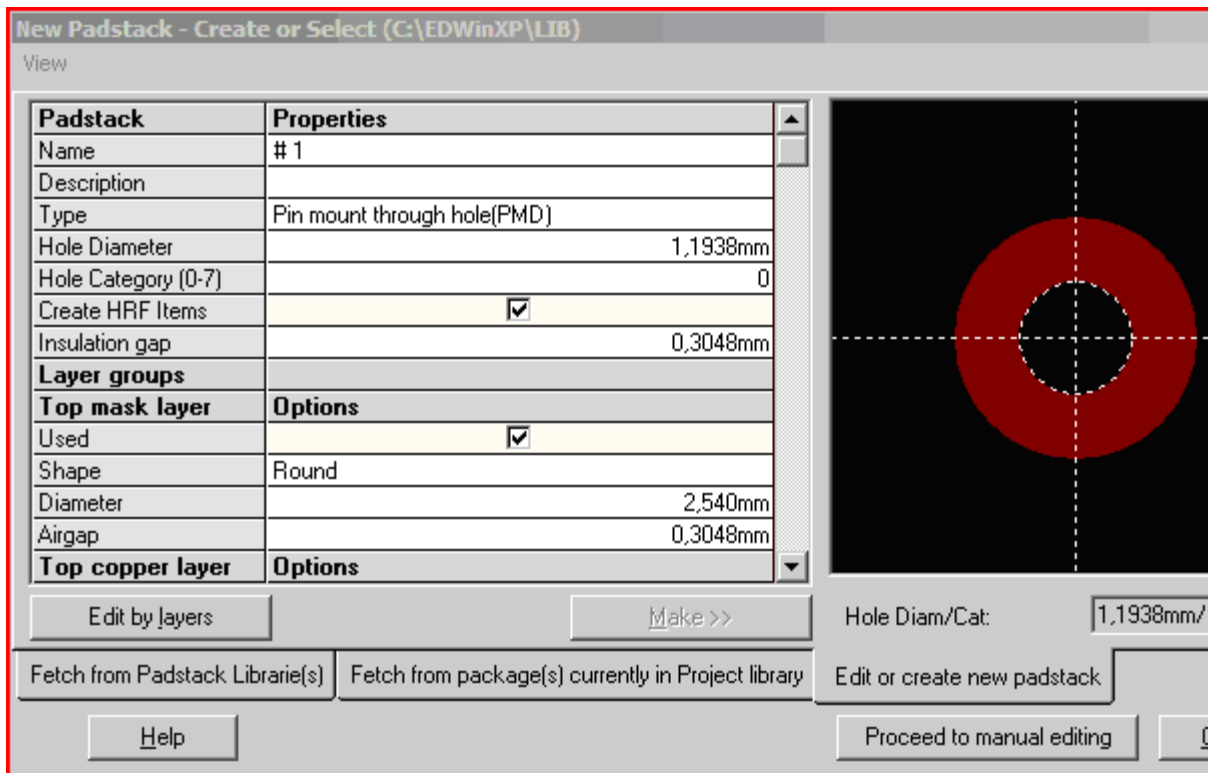 New Padstack - Create or Select (C:\EDWinXP\LIB)
View
Padstack Properties
Name # 1
Description
Type Pin mount through hole(PMD)
Hole Diameter 1,1938mm
Hole Category (0-7) 0
Create HRF Items
Insulation gap 0,3048mm
Layer groups
Top mask layer Options
Used
Shape Round
Diameter 2,540mm
Airgap 0,3048mm
Top copper layer Options
Edit by layers Make >> Hole Diam/Cat: 1,1938mm/
Fetch from Padstack Librarie(s) Fetch from package(s) currently in Project library Edit or create new padstack
Help Proceed to manual editing